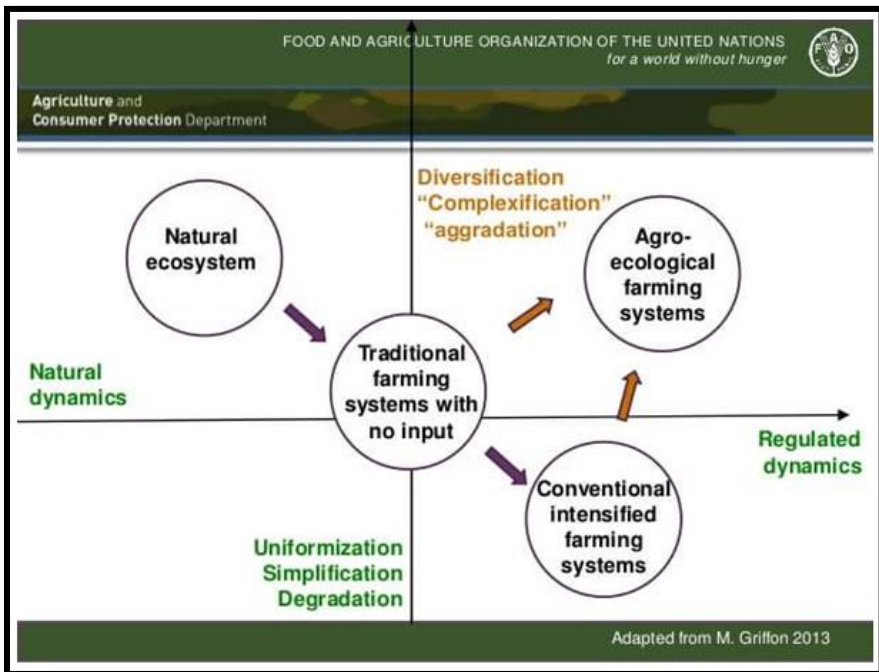 FOOD AND AGRICULTURE ORGANIZATION OF THE UNITED NATIONS
for a world without hunger
F A O
Agriculture and
Consumer Protection Department
Diversification
“Complexification”
“aggradation”
Natural
ecosystem
Agro-
ecological
farming
systems
Traditional
farming
systems with
no input
Natural
dynamics
Regulated
dynamics
Conventional
intensified
farming
systems
Uniformization
Simplification
Degradation
Adapted from M. Griffon 2013